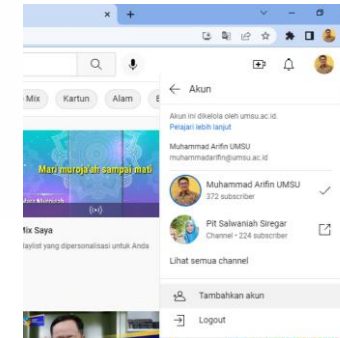 Mix
Kartun
Alam
Mari muroja'ah sampai mati
Mix Saya
playlist yang dipersonalisasi untuk Anda
Akun
Akun ini dikelola oleh umsu.ac.id.
Pelajari lebih lanjut
Muhammad Arifin UMSU
muhammadarifin@umsu.ac.id
Muhammad Arifin UMSU
372 subscriber
Pit Salwaniah Siregar
Channel • 224 subscriber
Lihat semua channel
Tambahkan akun
Logout